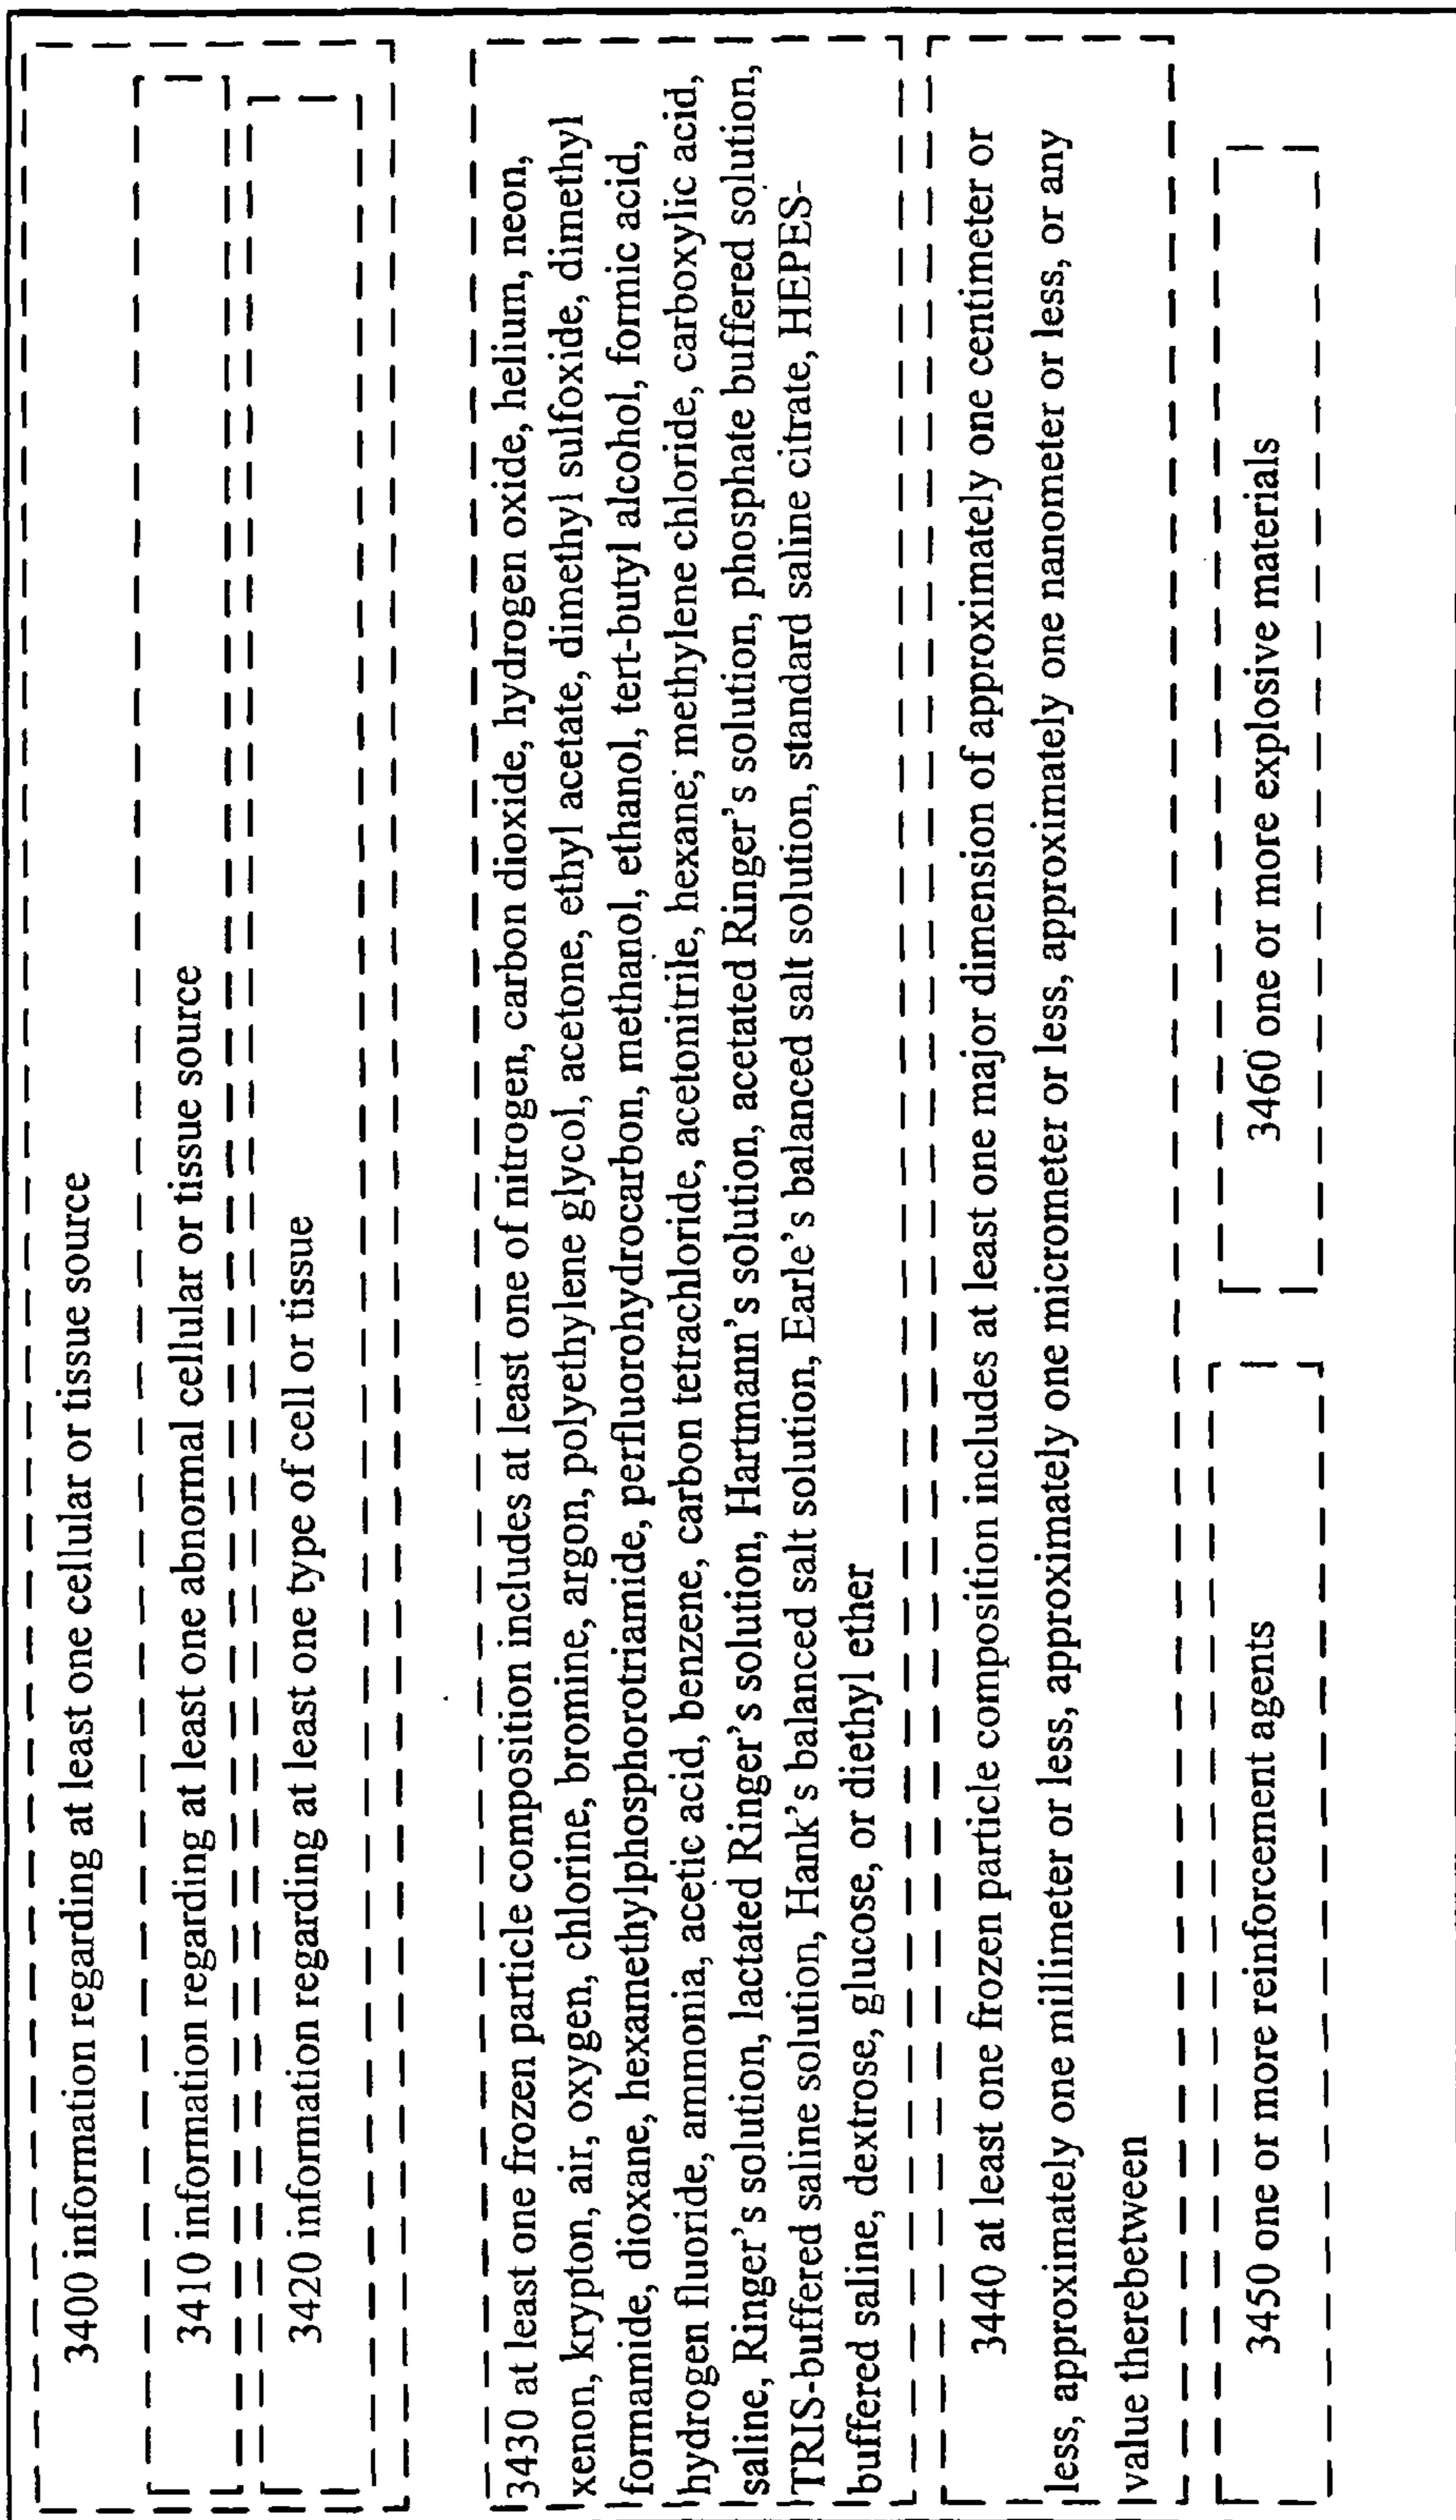 3400 information regarding at least one cellular or tissue source
3410 information regarding at least one abnormal cellular or tissue source
3420 information regarding at least one type of cell or tissue
3430 at least one frozen particle composition includes at least one of nitrogen, carbon dioxide, hydrogen oxide, helium, neon,
xenon, krypton, air, oxygen, chlorine, bromine, argon, polyethylene glycol, acetone, ethyl acetate, dimethyl sulfoxide, dimethyl
formamide, dioxane, hexamethylphosphorotriamide, perfluorohydrocarbon, methanol, ethanol, tert-butyl alcohol, formic acid,
hydrogen fluoride, ammonia, acetic acid, benzene, carbon tetrachloride, acetonitrile, hexane, methylene chloride, carboxylic acid,
saline, Ringer's solution, lactated Ringer's solution, Hartmann's solution, acetated Ringer's solution, phosphate buffered solution,
TRIS-buffered saline solution, Hank's balanced salt solution, Earle's balanced salt solution, standard saline citrate, HEPES-
buffered saline, dextrose, glucose, or diethyl ether
3440 at least one frozen particle composition includes at least one major dimension of approximately one centimeter or
less, approximately one millimeter or less, approximately one micrometer or less, approximately one nanometer or less, or any
value therebetween
3450 one or more reinforcement agents
3460 one or more explosive materials